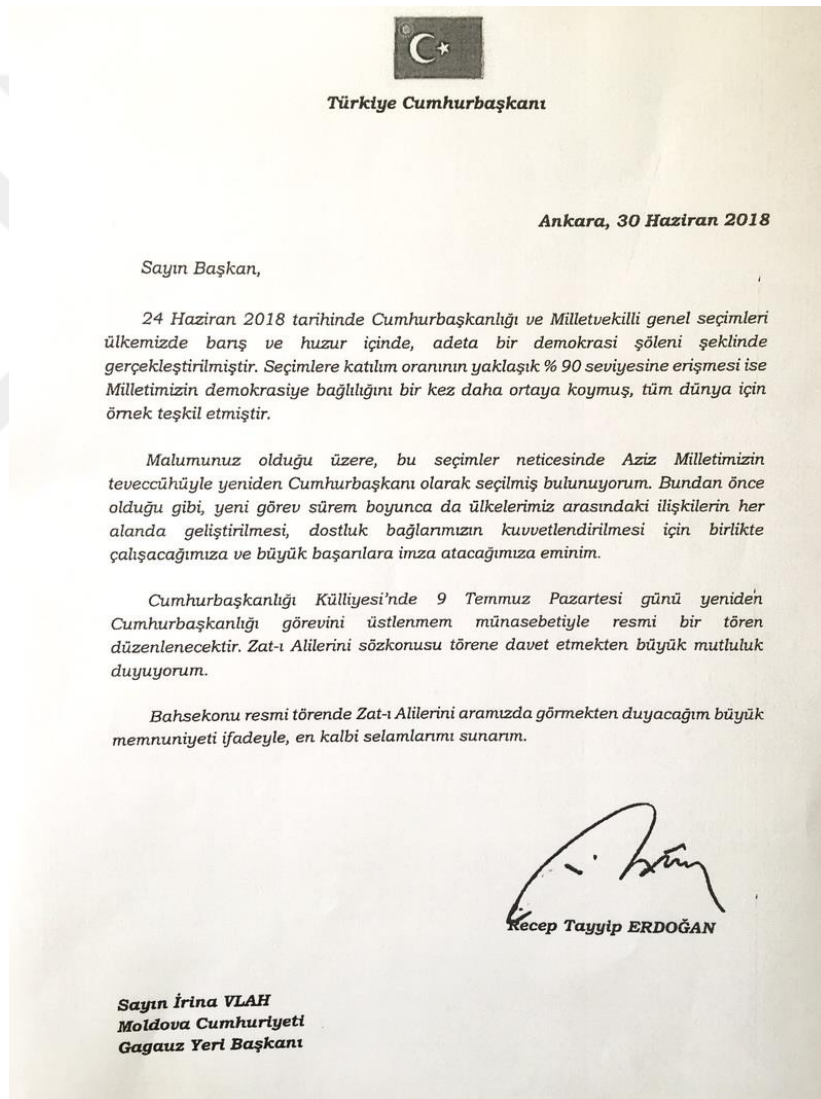 Türkiye Cumhurbaşkanı
Ankara, 30 Haziran 2018
Sayın Başkan,
24 Haziran 2018 tarihinde Cumhurbaşkanlığı ve Milletvekilli genel seçimleri
ülkemizde barış ve huzur içinde, adeta bir demokrasi şöleni şeklinde
gerçekleştirilmiştir. Seçimlere katılım oranının yaklaşık % 90 seviyesine erişmesi ise
Milletimizin demokrasiye bağlılığını bir kez daha ortaya koymuş, tüm dünya için
örnek teşkil etmiştir.
Malumunuz olduğu üzere, bu seçimler neticesinde Aziz Milletimizin
teveccühüyle yeniden Cumhurbaşkanı olarak seçilmiş bulunuyorum. Bundan önce
olduğu gibi, yeni görev sürem boyunca da ülkelerimiz arasındaki ilişkilerin her
alanda geliştirilmesi, dostluk bağlarımızın kuvvetlendirilmesi için birlikte
çalışacağımıza ve büyük başarılara imza atacağımıza eminim.
Cumhurbaşkanlığı Külliyesi'nde 9 Temmuz Pazartesi günü yeniden
Cumhurbaşkanlığı görevini üstlenmem münasebetiyle resmi bir tören
düzenlenecektir. Zat-ı Alilerini sözkonusu törene davet etmekten büyük mutluluk
duyuyorum.
Bahsekonu resmi törende Zat-ı Alilerini aramızda görmekten duyacağım büyük
memnuniyeti ifadeyle, en kalbi selamlarımı sunarım.
Recep Tayyip ERDOĞAN
Sayın İrina VLAH
Moldova Cumhuriyeti
Gagauz Yeri Başkanı